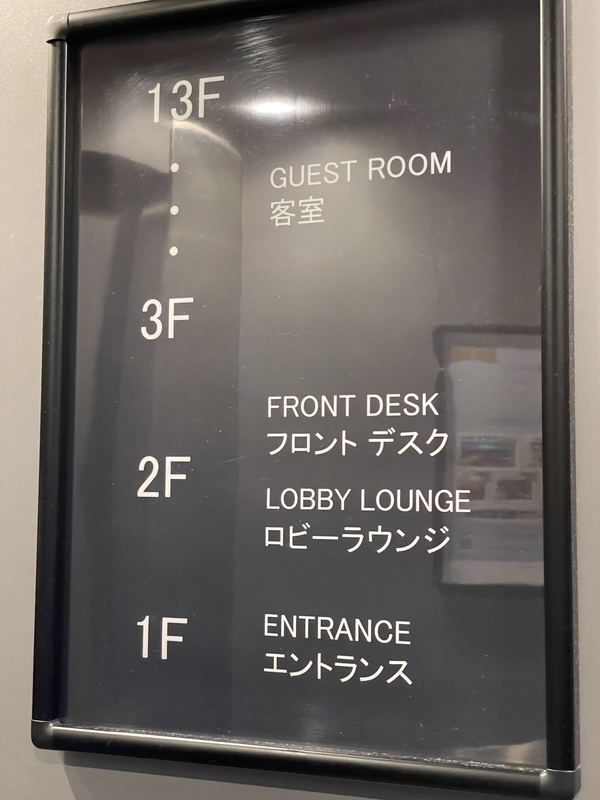 13F
GUEST ROOM
客室
3F
2F
FRONT DESK
フロント デスク
LOBBY LOUNGE
ロビーラウンジ
1F
ENTRANCE
エントランス